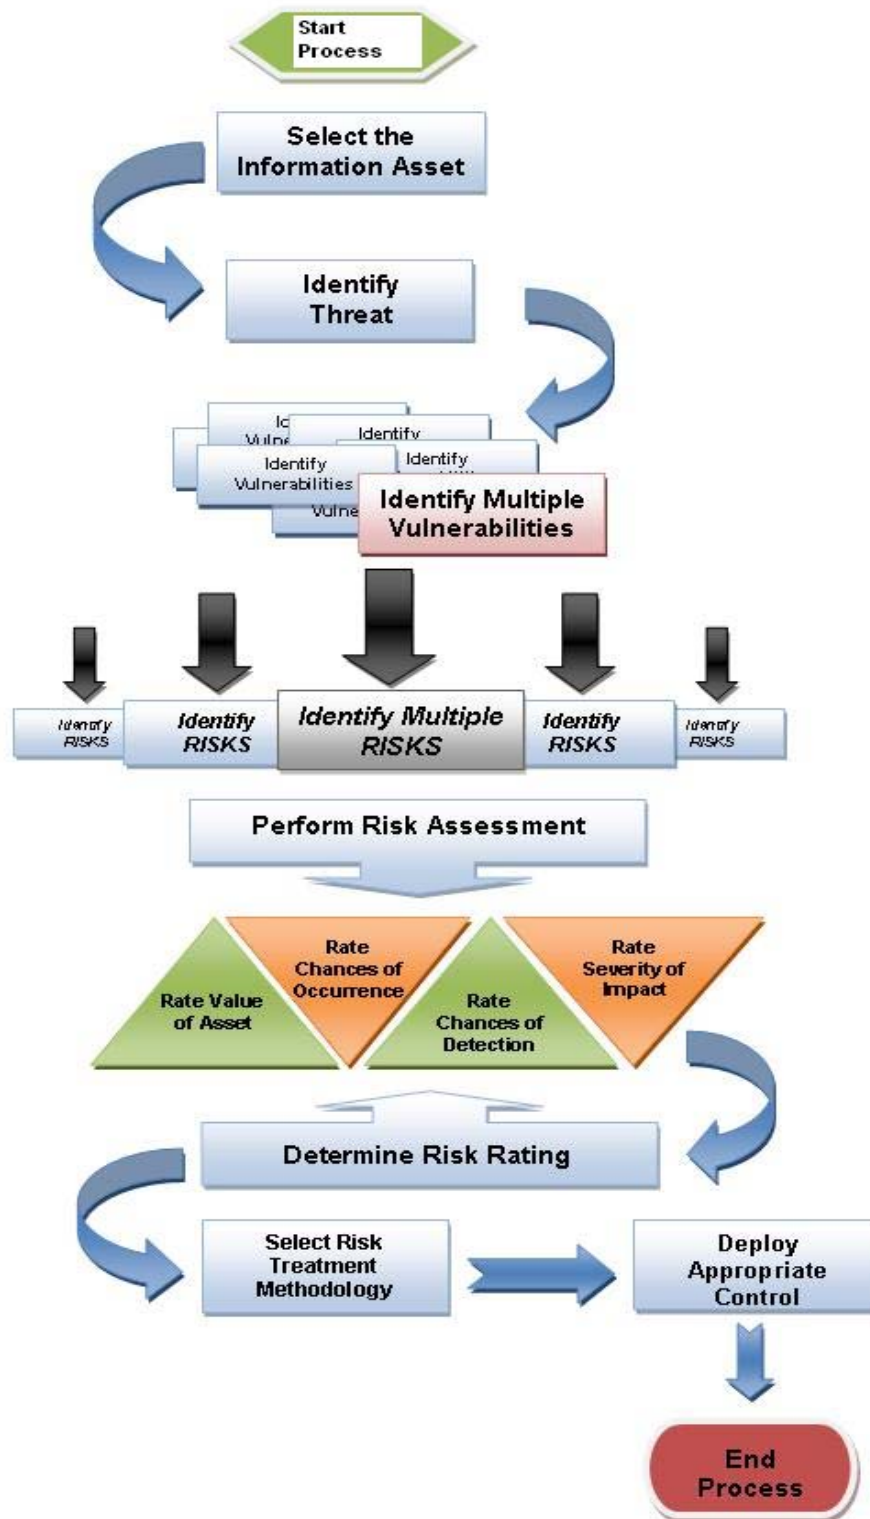 Start
Process
Select the
Information Asset
Identify
Threat
Identify
Identify
Identify
Vulnerabilities
Identify Multiple
Vulnerabilities
Identify
RISKS
Identify
RISKS
Identify Multiple
RISKS
Identify
RISKS
Identify
RISKS
Perform Risk Assessment
Rate Value
of Asset
Rate
Chances of
Occurrence
Rate
Chances of
Detection
Rate
Severity of
Impact
Determine Risk Rating
Select Risk
Treatment
Methodology
Deploy
Appropriate
Control
End
Process